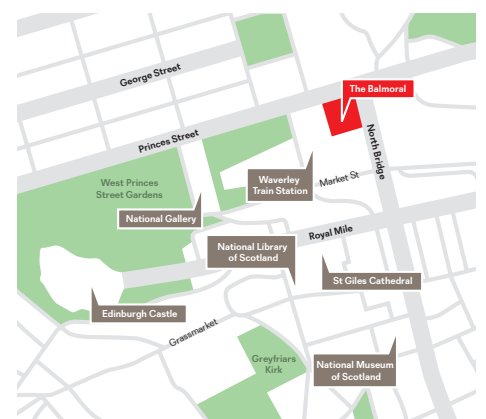 George Street
The Balmoral
Princes Street
North Bridge
Waverley
Train Station
Market St
West Princes
Street Gardens
National Gallery
Royal Mile
National Library
of Scotland
St Giles Cathedral
Edinburgh Castle
Grassmarket
Greyfriars
Kirk
National Museum
of Scotland